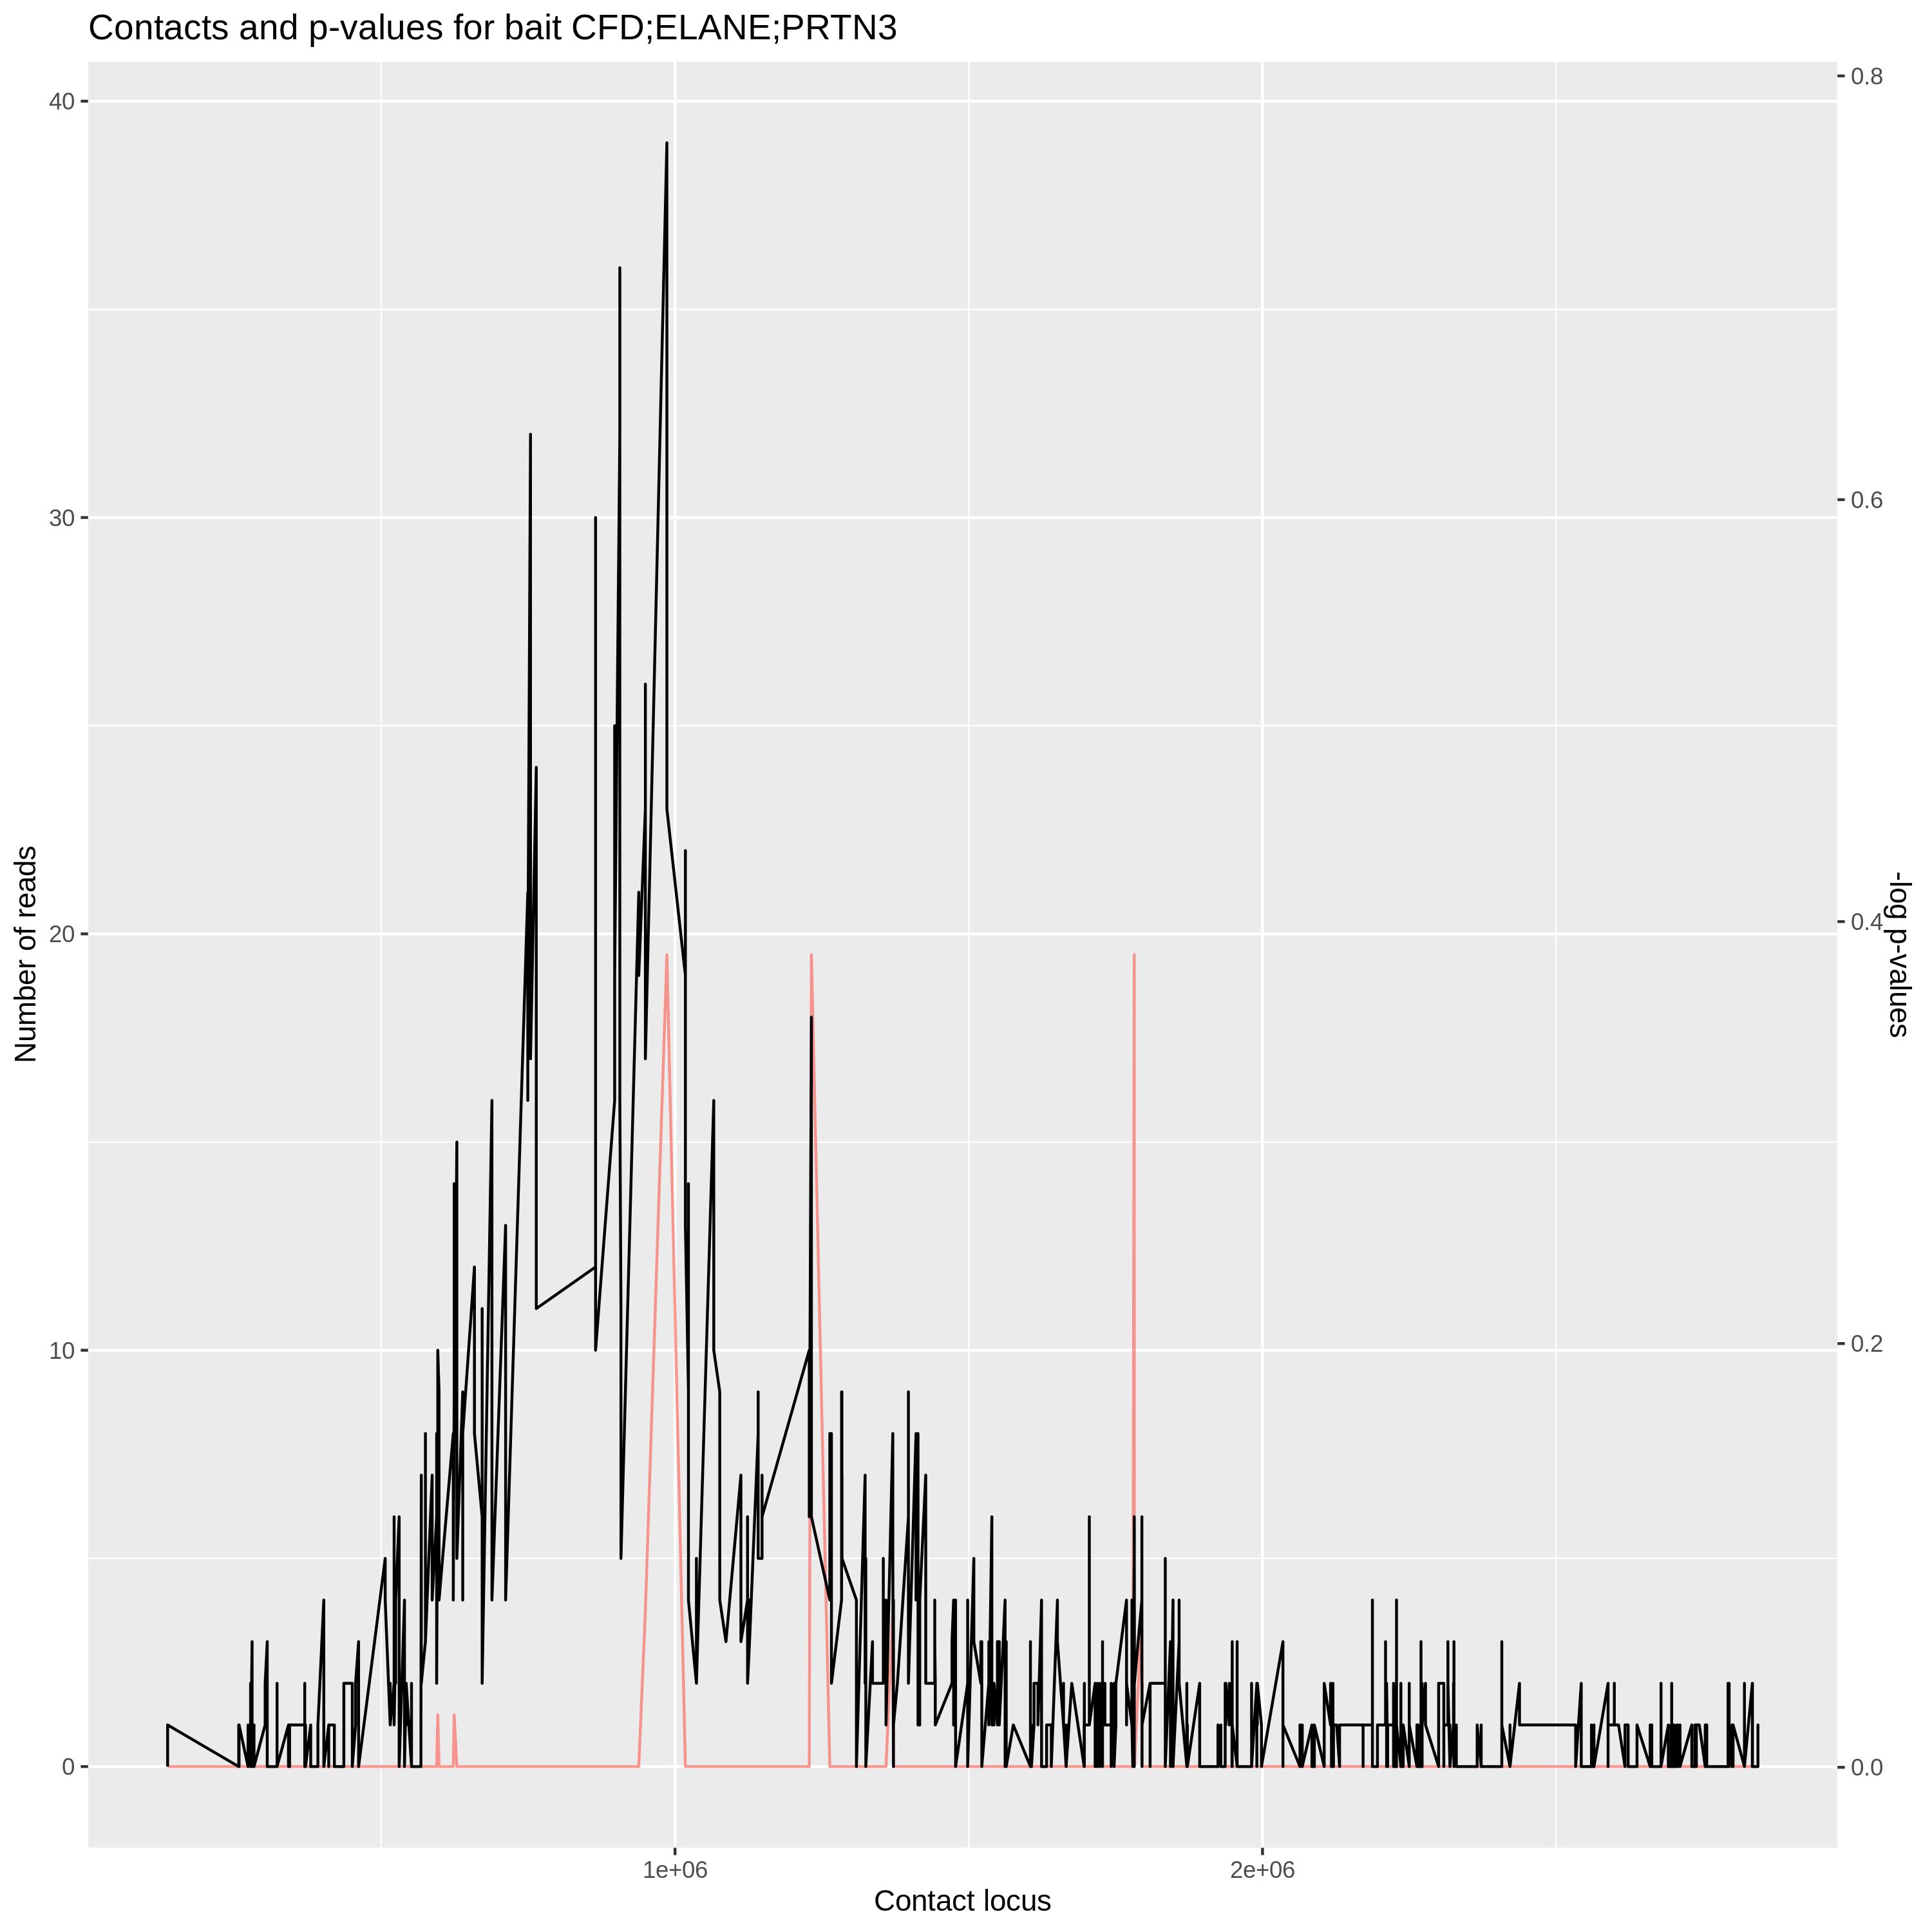 Contacts and p-values for bait CFD;ELANE;PRTN3
40
30
20
10
0
0.8
0.6
0.4
0.2
0.0
Number of reads
-log p-values
1e+06
2e+06
Contact locus